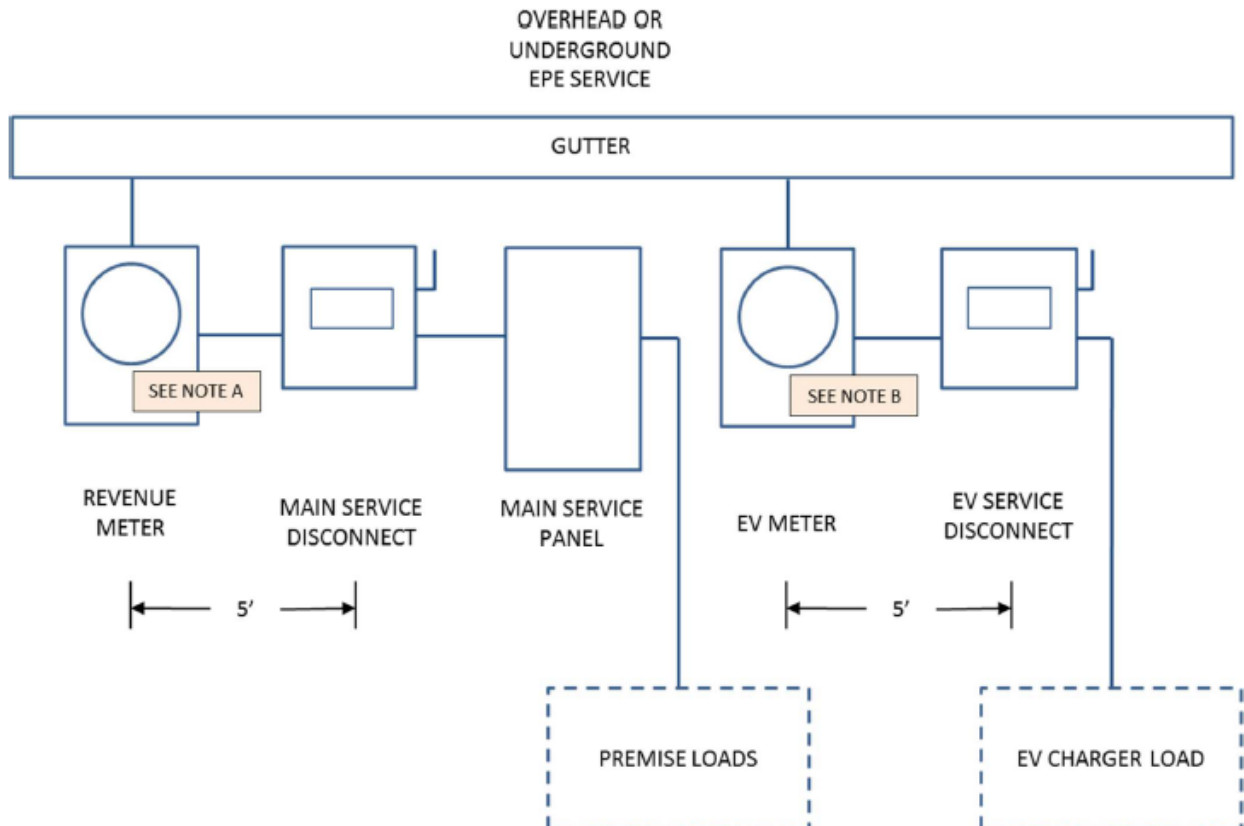 OVERHEAD OR
UNDERGROUND
EPE SERVICE
GUTTER
SEE NOTE A
SEE NOTE B
REVENUE
METER
MAIN SERVICE
DISCONNECT
MAIN SERVICE
PANEL
EV METER
EV SERVICE
DISCONNECT
5'
5'
PREMISE LOADS
EV CHARGER LOAD